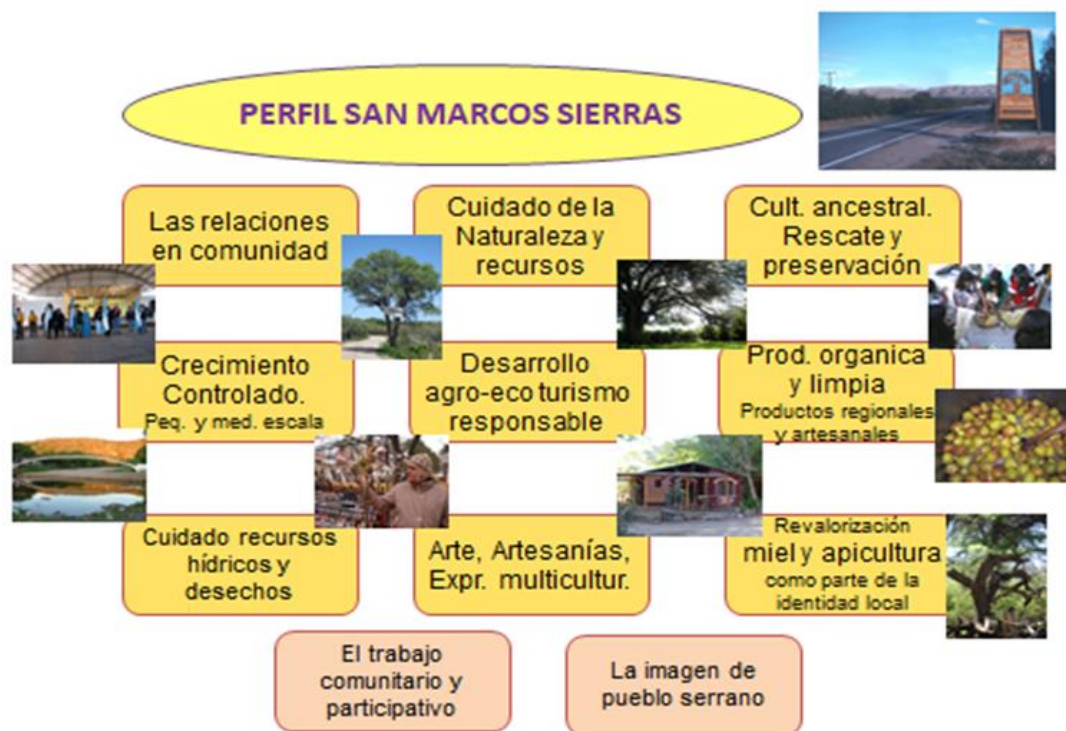 PERFIL SAN MARCOS SIERRAS
Las relaciones
en comunidad
Cuidado de la
Naturaleza y
recursos
Cult. ancestral.
Rescate y
preservación
Crecimiento
Controlado.
Peq. y med. escala
Desarrollo
agro-eco turismo
responsable
Prod. organica
y limpia
Productos regionales
y artesanales
Cuidado recursos
hídricos y
desechos
Arte, Artesanías,
Expr. multicultur.
Revalorización
miel y apicultura
como parte de la
identidad local
El trabajo
comunitario y
participativo
La imagen de
pueblo serrano